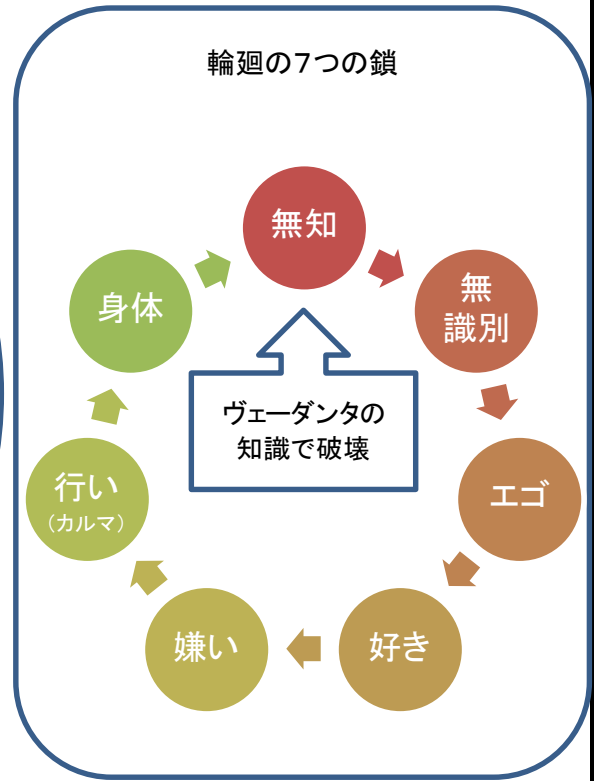 輪廻の７つの鎖
無知
無
識別
エゴ
好き
嫌い
行い
（カルマ）
身体
ヴェーダンタの
知識で破壊